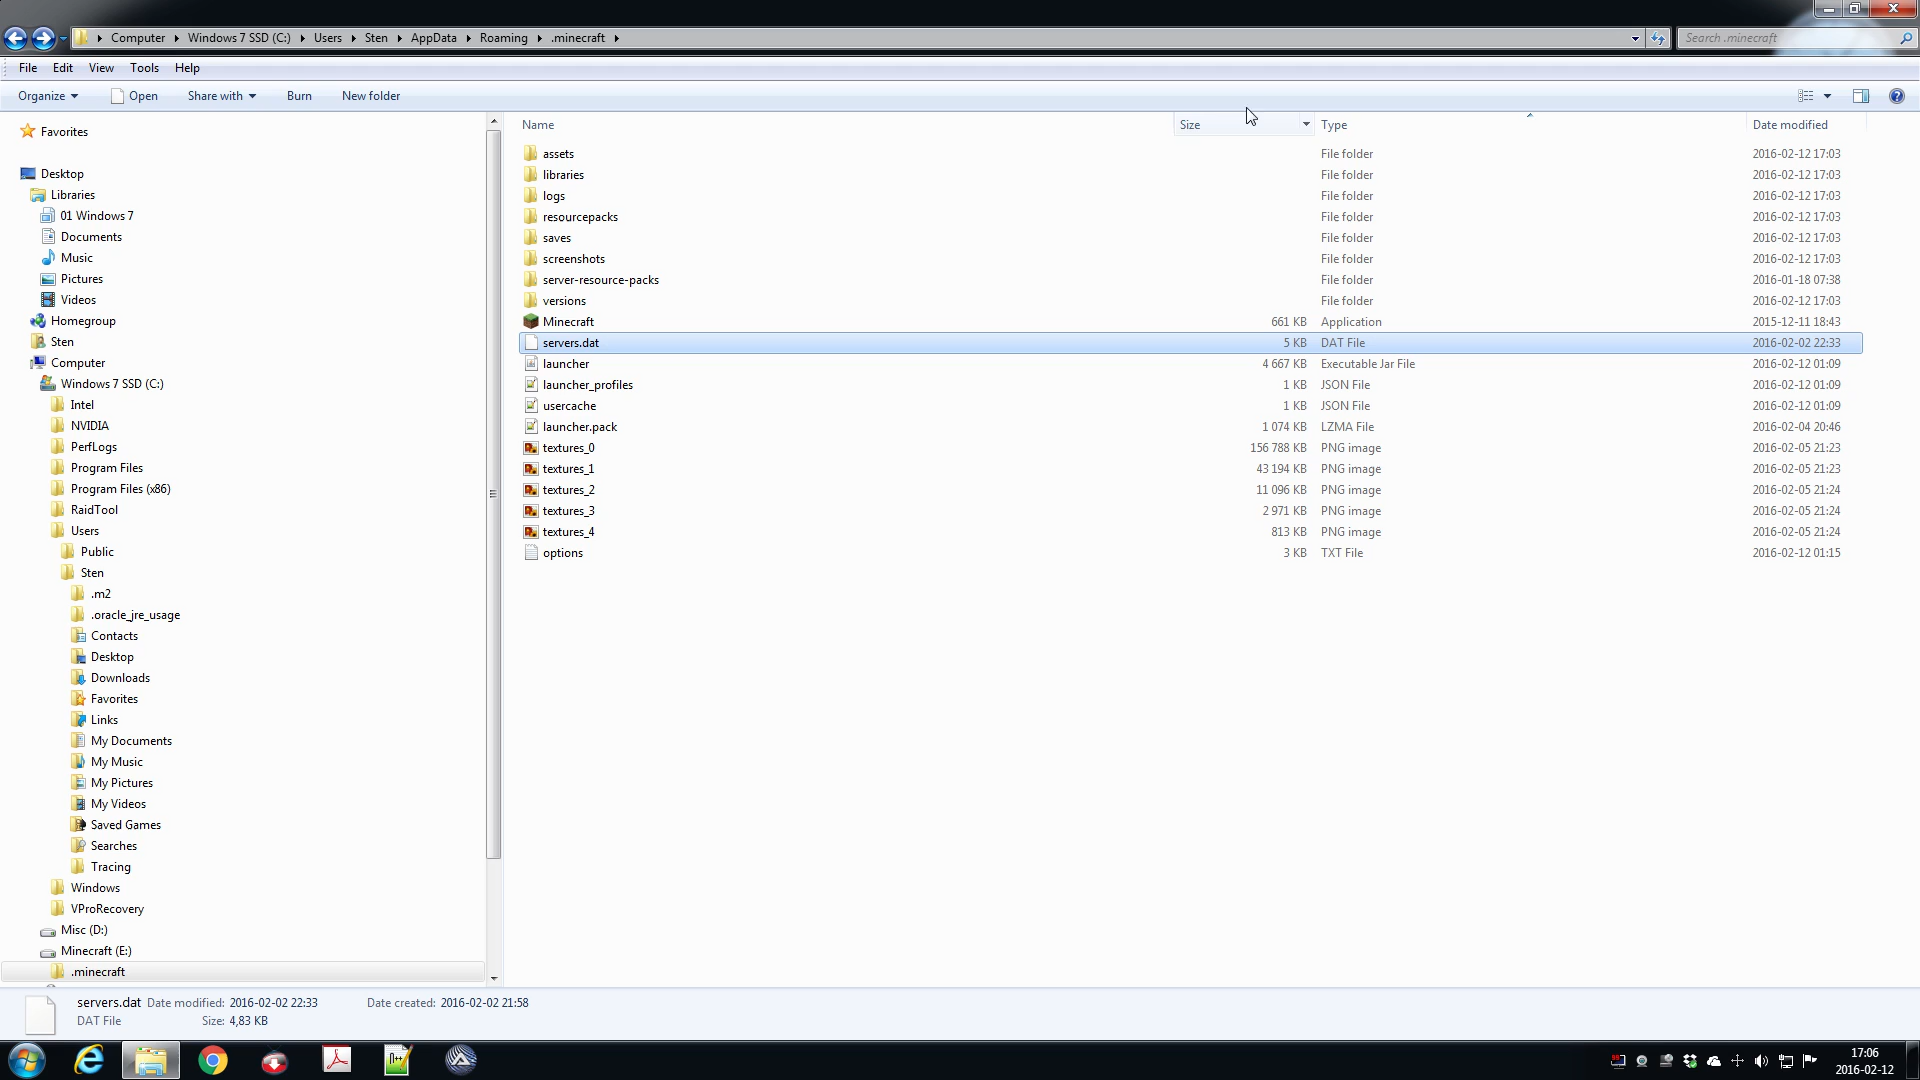 Computer Windows 7 SSD (C:) Users Sten AppData Roaming .minecraft
Search .minecraft
File Edit View Tools Help
Organize Open Share with Burn New folder
Favorites
Desktop
Libraries
01 Windows 7
Documents
Music
Pictures
Videos
Homegroup
Sten
Computer
Windows 7 SSD (C:)
Intel
NVIDIA
PerfLogs
Program Files
Program Files (x86)
RaidTool
Users
Public
Sten
.m2
.oracle_jre_usage
Contacts
Desktop
Downloads
Favorites
Links
My Documents
My Music
My Pictures
My Videos
Saved Games
Searches
Tracing
Windows
VProRecovery
Misc (D:)
Minecraft (E:)
.minecraft
Name Size Type Date modified
assets File folder 2016-02-12 17:03
libraries File folder 2016-02-12 17:03
logs File folder 2016-02-12 17:03
resourcepacks File folder 2016-02-12 17:03
saves File folder 2016-02-12 17:03
screenshots File folder 2016-02-12 17:03
server-resource-packs File folder 2016-01-18 07:38
versions File folder 2016-02-12 17:03
Minecraft 661 KB Application 2015-12-11 18:43
servers.dat 5 KB DAT File 2016-02-02 22:33
launcher 4 667 KB Executable Jar File 2016-02-12 01:09
launcher_profiles 1 KB JSON File 2016-02-12 01:09
usercache 1 KB JSON File 2016-02-12 01:09
launcher.pack 1 074 KB LZMA File 2016-02-04 20:46
textures_0 156 788 KB PNG image 2016-02-05 21:23
textures_1 43 194 KB PNG image 2016-02-05 21:23
textures_2 11 096 KB PNG image 2016-02-05 21:24
textures_3 2 971 KB PNG image 2016-02-05 21:24
textures_4 813 KB PNG image 2016-02-05 21:24
options 3 KB TXT File 2016-02-12 01:15
servers.dat Date modified: 2016-02-02 22:33 Date created: 2016-02-02 21:58
DAT File Size: 4,83 KB
17:06
2016-02-12